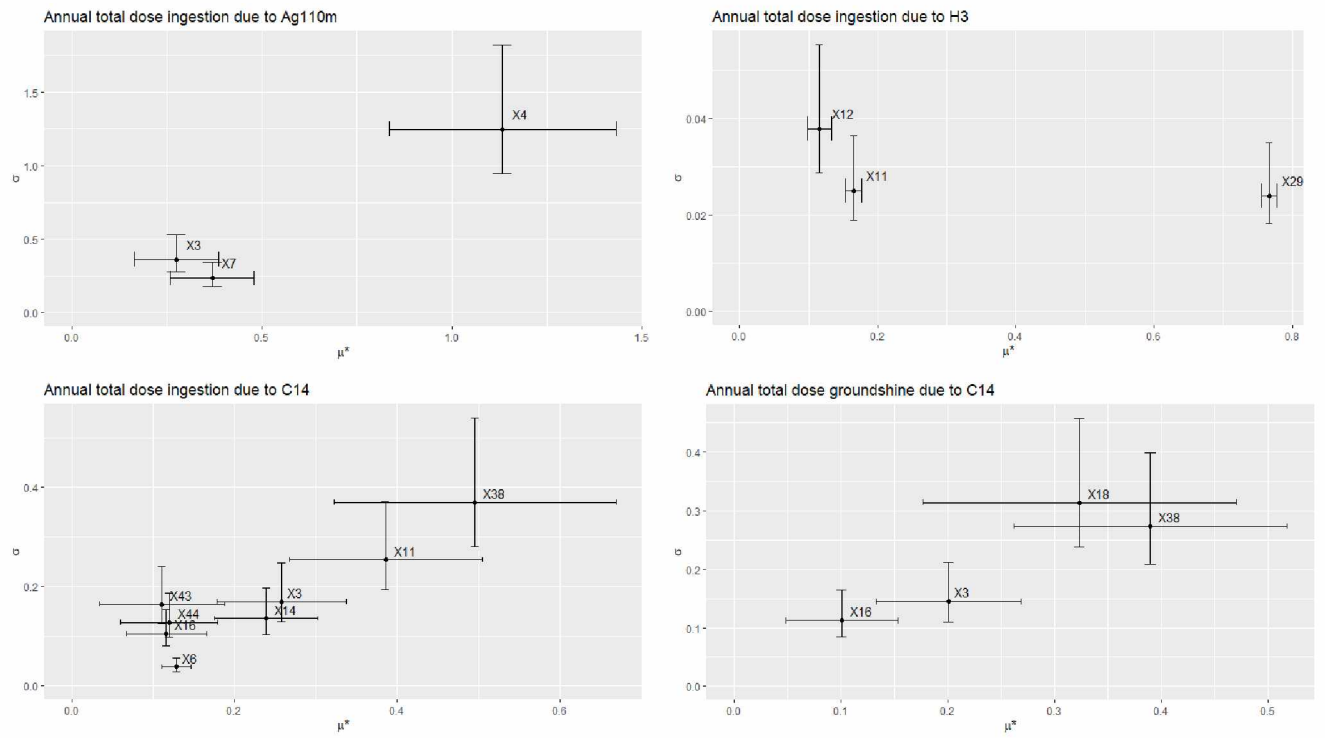 Annual total dose ingestion due to Ag110m
1.5
1.0
0.5
0.0
σ
X4
X3
X7
0.0 0.5 1.0 1.5
μ*
Annual total dose ingestion due to H3
0.04
0.02
0.00
σ
X12
X11
X29
0.0 0.2 0.4 0.6 0.8
μ*
Annual total dose ingestion due to C14
0.4
0.2
0.0
σ
X38
X11
X43
X3
X44
X14
X16
X6
0.0 0.2 0.4 0.6
μ*
Annual total dose groundshine due to C14
0.4
0.3
0.2
0.1
0.0
σ
X18
X38
X3
X16
0.0 0.1 0.2 0.3 0.4 0.5
μ*